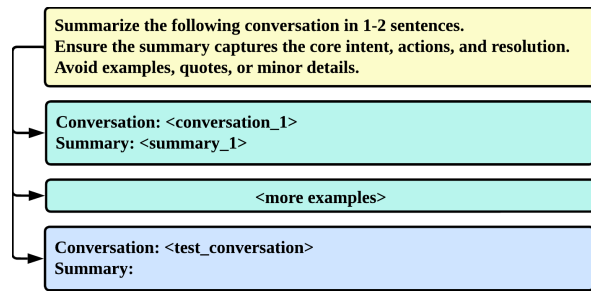 Summarize the following conversation in 1-2 sentences.
Ensure the summary captures the core intent, actions, and resolution.
Avoid examples, quotes, or minor details.
Conversation: <conversation_1>
Summary: <summary_1>
<more examples>
Conversation: <test_conversation>
Summary: